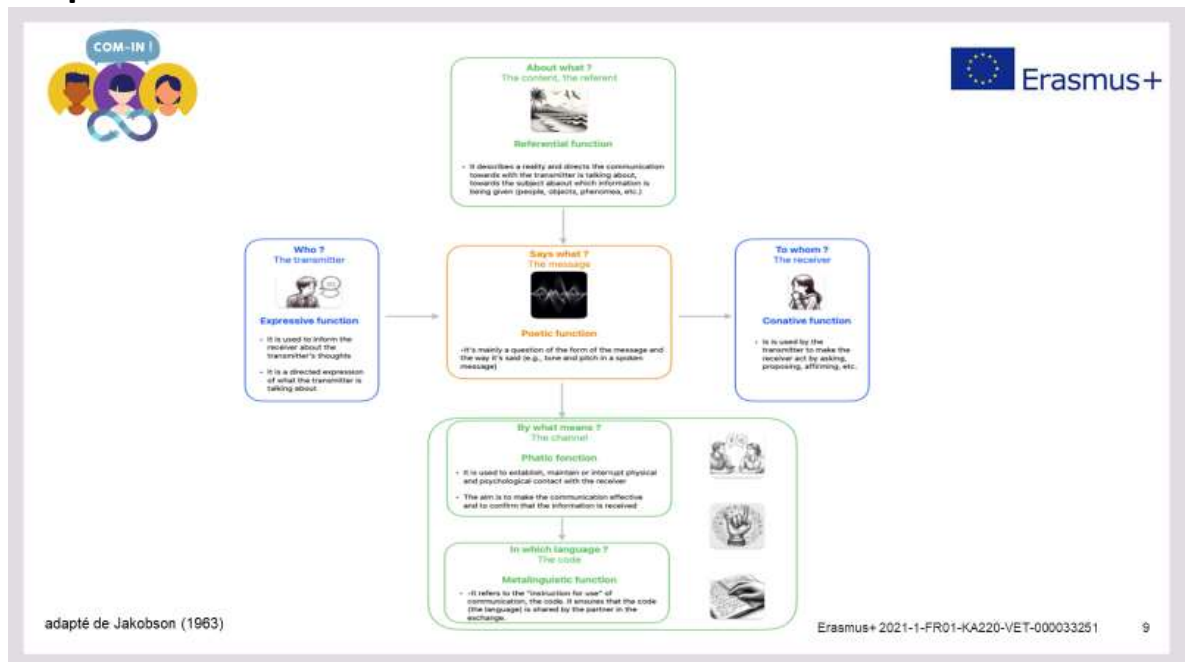 COM-IN !
Erasmus+
About what ?
The content, the referent
Referential function
- It describes a reality and directs the communication
towards with the transmitter is talking about,
towards the subject abaout which information is
being given (people, objects, phenomea, etc.)
Who ?
The transmitter
Expressive function
- It is used to inform the
receiver about the
transmitter's thoughts
- It is a directed expression
of what the transmitter is
talking about
Says what ?
The message
Poetic function
-It's mainly a question of the form of the message and
the way it's said (e.g., tune and pitch in a spoken
message)
To whom ?
The receiver
Conative function
- Is is used by the
transmitter to make the
receiver act by asking,
proposing, affirming, etc.
By what means ?
The channel
Phatic fonction
- It is used to establish, maintain or interrupt physical
and psychological contact with the receiver
- The aim is to make the communication effective
and to confirm that the information is received
In which language ?
The code
Metalinguistic function
- -It refers to the "instruction for use" of
communication, the code. It ensures that the code
(the language) is shared by the partner in the
exchange.
adapté de Jakobson (1963)
Erasmus+ 2021-1-FR01-KA220-VET-000033251
9